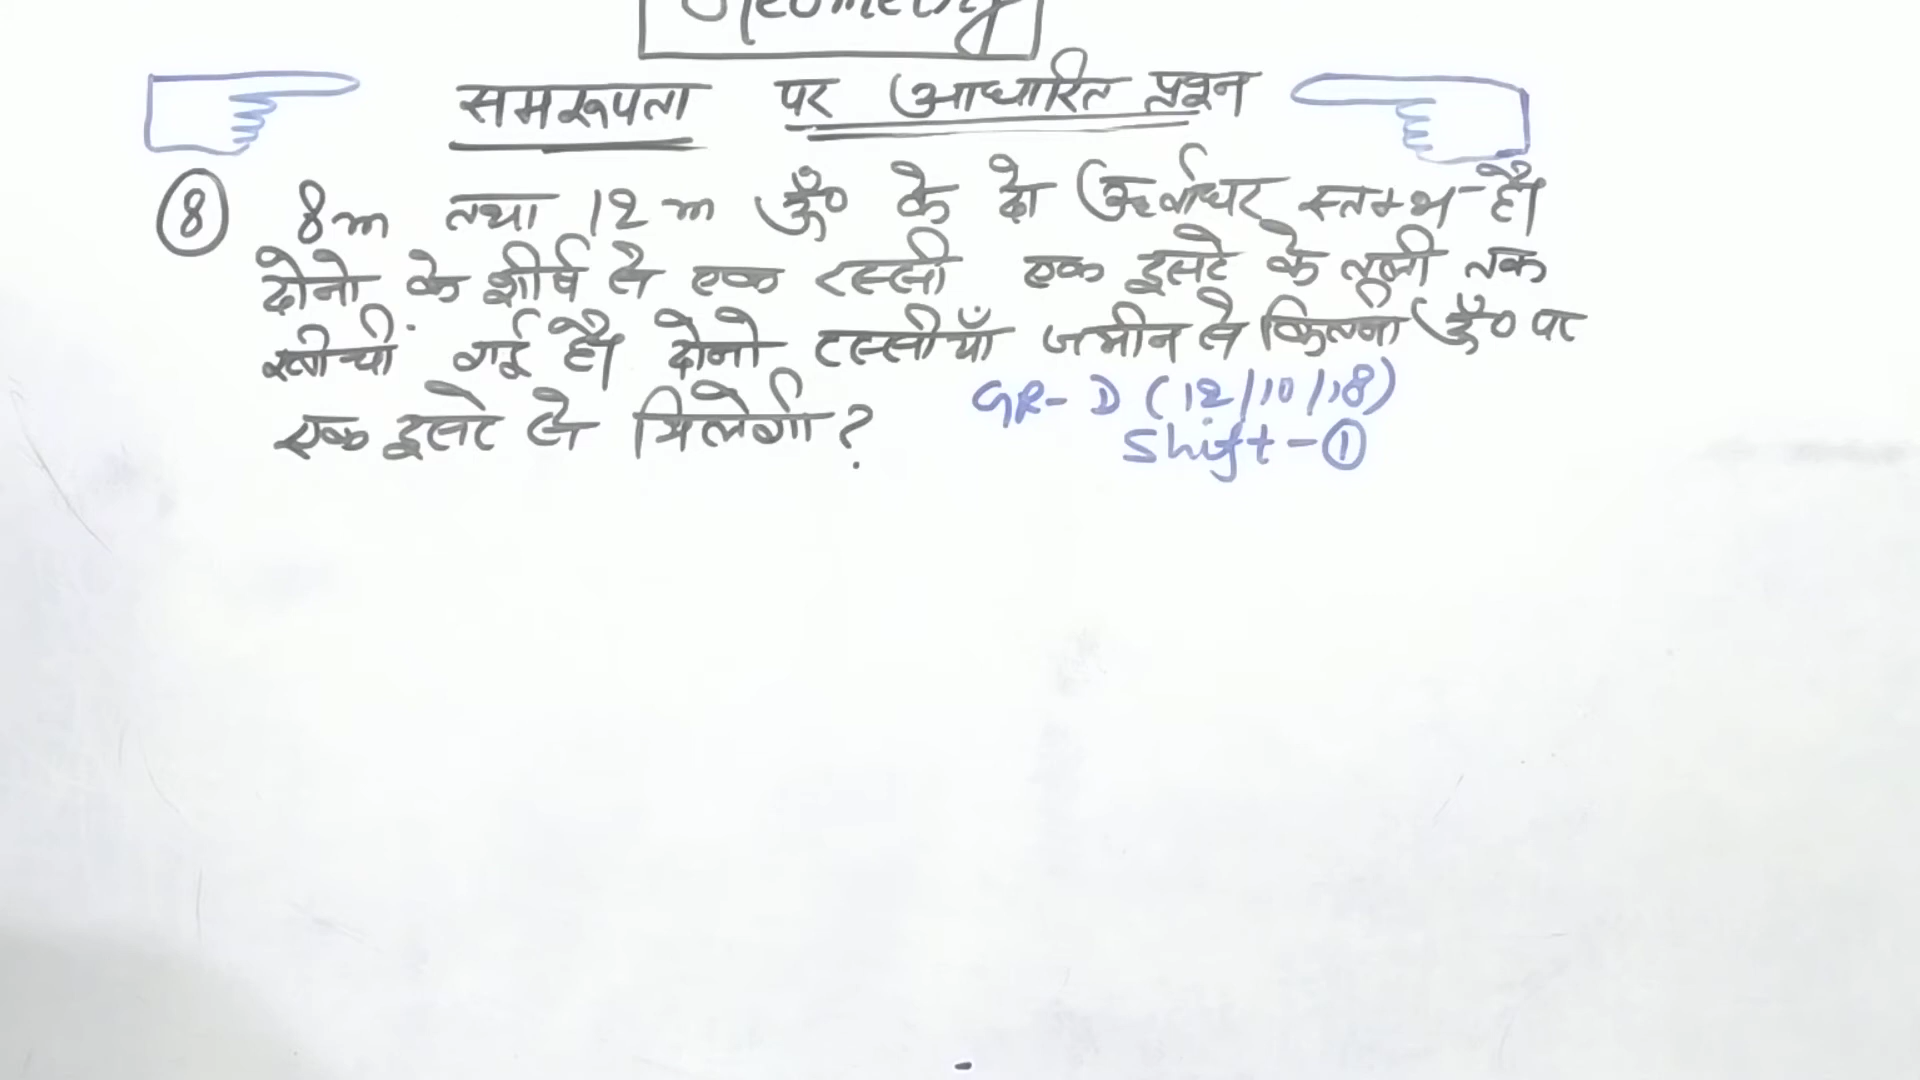 Geometry
समरूपता पर आधारित प्रश्न
⑧ 8m तथा 12m ऊँ० के दो ऊर्ध्वाधर स्तम्भ है।
दोनो के शीर्ष से एक रस्सी एक दुसरे के तली तक
खीची गई है। दोनो रस्सीयाँ जमीन से कितना ऊँ० पर
एक दुसरे से मिलेगी?
GR-D (12/10/18)
Shift-①